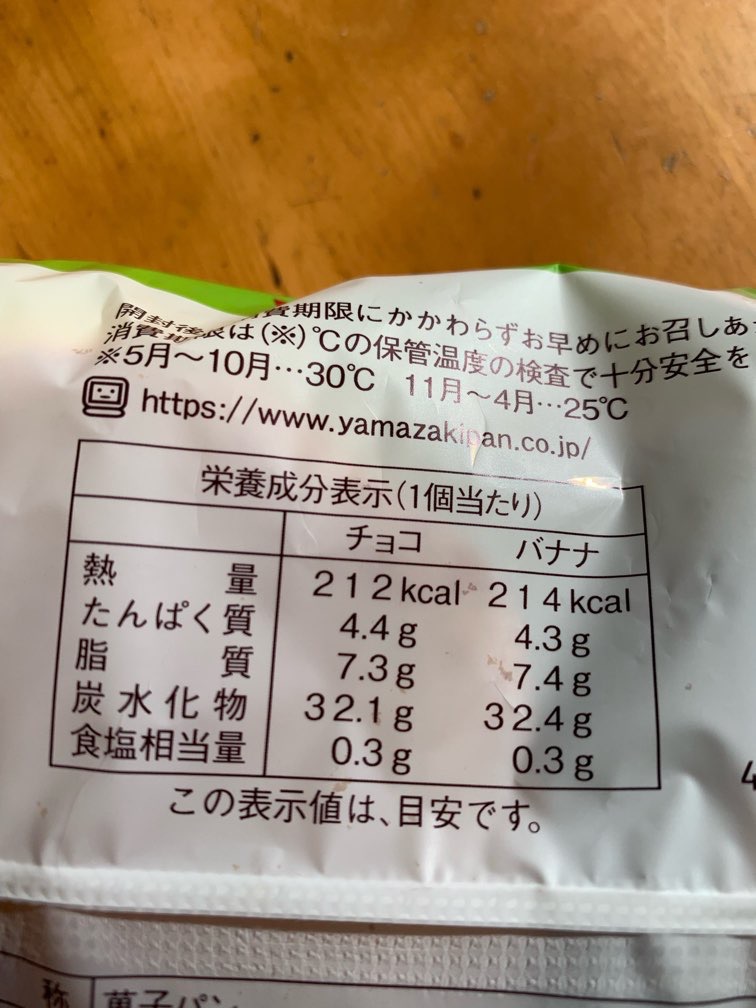 開封後 費期限にかかわらずお早めにお召しあ
消費期限は(※)℃の保管温度の検査で十分安全を
※5月～10月…30℃ 11月～4月…25℃
https://www.yamazakipan.co.jp/
栄養成分表示(1個当たり)
チョコ バナナ
熱量 212kcal 214kcal
たんぱく質 4.4g 4.3g
脂質 7.3g 7.4g
炭水化物 32.1g 32.4g
食塩相当量 0.3g 0.3g
この表示値は、目安です。
4
称 菓子パン